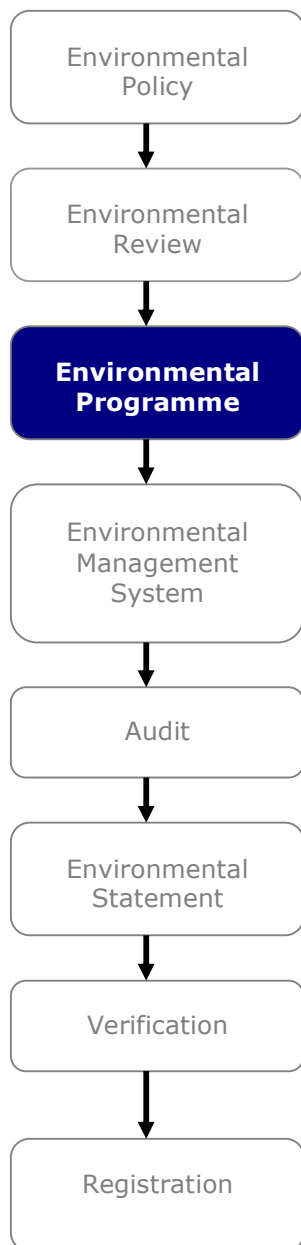 Environmental
Policy
Environmental
Review
Environmental
Programme
Environmental
Management
System
Audit
Environmental
Statement
Verification
Registration